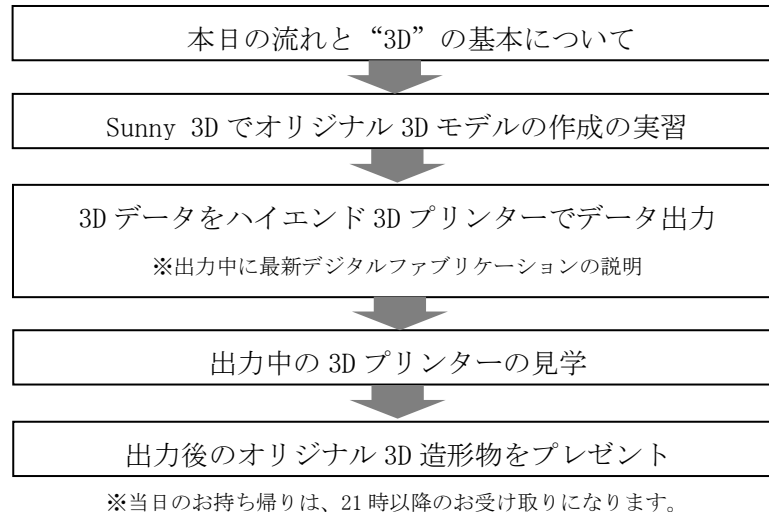 本日の流れと“3D”の基本について
Sunny 3D でオリジナル 3D モデルの作成の実習
3D データをハイエンド 3D プリンターでデータ出力
※出力中に最新デジタルファブリケーションの説明
出力中の 3D プリンターの見学
出力後のオリジナル 3D 造形物をプレゼント
※当日のお持ち帰りは、21 時以降のお受け取りになります。